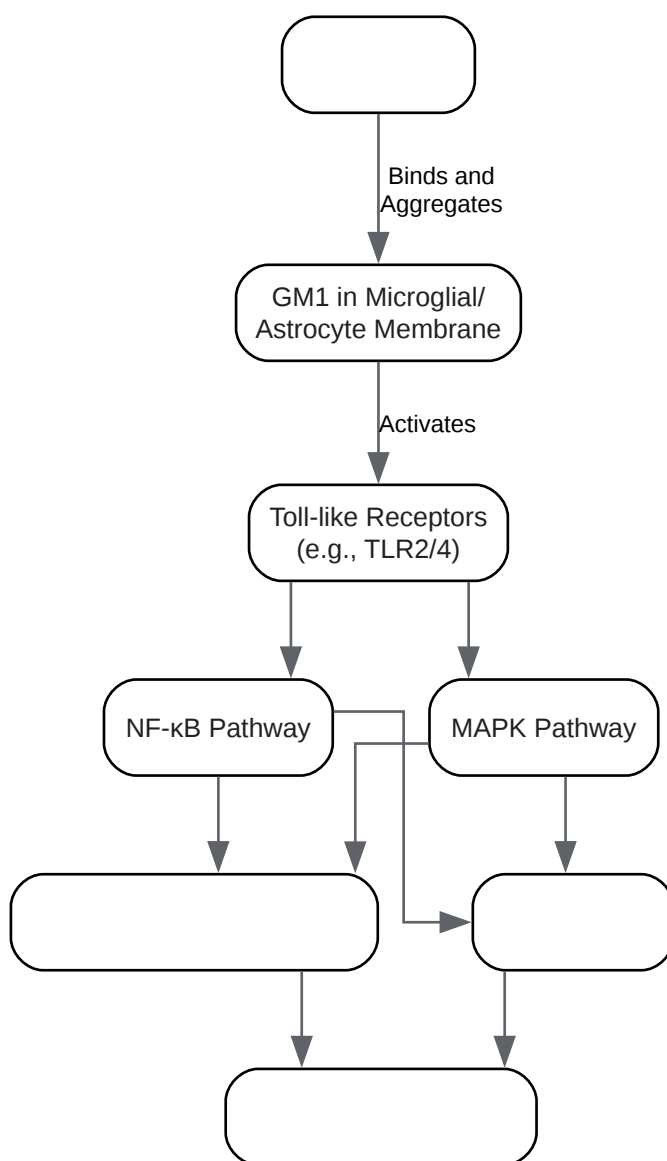 Binds and
Aggregates
GM1 in Microglial/
Astrocyte Membrane
Activates
Toll-like Receptors
(e.g., TLR2/4)
NF-κB Pathway
MAPK Pathway